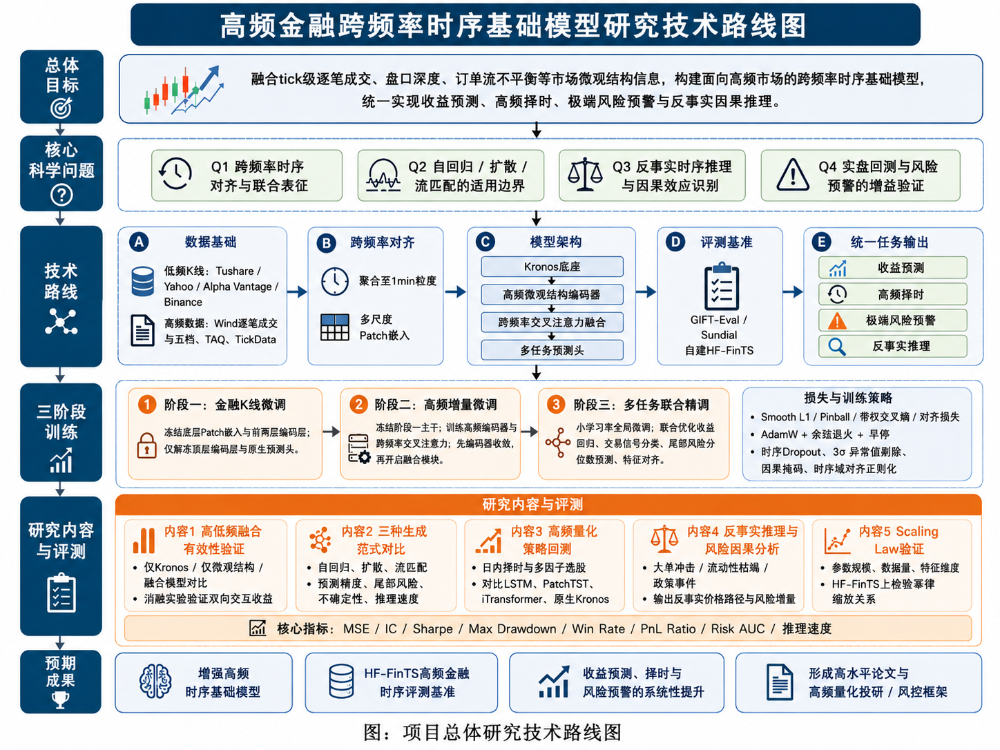 高频金融跨频率时序基础模型研究技术路线图
总体
目标
融合tick级逐笔成交、盘口深度、订单流不平衡等市场微观结构信息，构建面向高频市场的跨频率时序基础模型，
统一实现收益预测、高频择时、极端风险预警与反事实因果推理。
核心
科学问题
Q1 跨频率时序
对齐与联合表征
Q2 自回归 / 扩散 /
流匹配的适用边界
Q3 反事实时序推理
与因果效应识别
Q4 实盘回测与风险
预警的增益验证
技术
路线
A 数据基础
低频K线：Tushare /
Yahoo / Alpha Vantage /
Binance
高频数据：Wind逐笔成交
与五档、TAQ、TickData
B 跨频率对齐
聚合至1min粒度
多尺度
Patch嵌入
C 模型架构
Kronos底座
高频微观结构编码器
跨频率交叉注意力融合
多任务预测头
D 评测基准
GIFT-Eval /
Sundial
自建HF-FinTS
E 统一任务输出
收益预测
高频择时
极端风险预警
反事实推理
三阶段
训练
1 阶段一：金融K线微调
冻结底层Patch嵌入与前两层编码层；
仅解冻顶层编码层与原生预测头。
2 阶段二：高频增量微调
冻结阶段一主干；训练高频编码器与
跨频率交叉注意力；先编码器收敛，
再开启融合模块。
3 阶段三：多任务联合精调
小学习率全局微调；联合优化收益
回归、交易信号分类、尾部风险分
位数预测、特征对齐。
损失与训练策略
• Smooth L1 / Pinball / 带权交叉熵 / 对齐损失
• AdamW + 余弦退火 + 早停
• 时序Dropout、3σ 异常值剔除、
因果掩码、时序域对齐正则化
研究内容
与评测
研究内容与评测
内容1 高低频融合
有效性验证
• 仅Kronos / 仅微观结构 /
融合模型对比
• 消融实验验证双向交互收益
内容2 三种生成
范式对比
• 自回归、扩散、流匹配
• 预测精度、尾部风险、
不确定性、推理速度
内容3 高频量化
策略回测
• 日内择时与多因子选股
• 对比LSTM、PatchTST、
iTransformer、原生Kronos
内容4 反事实推理与
风险因果分析
• 大单冲击 / 流动性枯竭 /
政策事件
• 输出反事实价格路径与风险增量
内容5 Scaling
Law验证
• 参数规模、数据量、特征维度
• HF-FinTS上检验幂律
缩放关系
核心指标：MSE / IC / Sharpe / Max Drawdown / Win Rate / PnL Ratio / Risk AUC / 推理速度
预期
成果
增强高频
时序基础模型
HF-FinTS高频金融
时序评测基准
收益预测、择时与
风险预警的系统性提升
形成高水平论文与
高频量化投研 / 风控框架
图：项目总体研究技术路线图